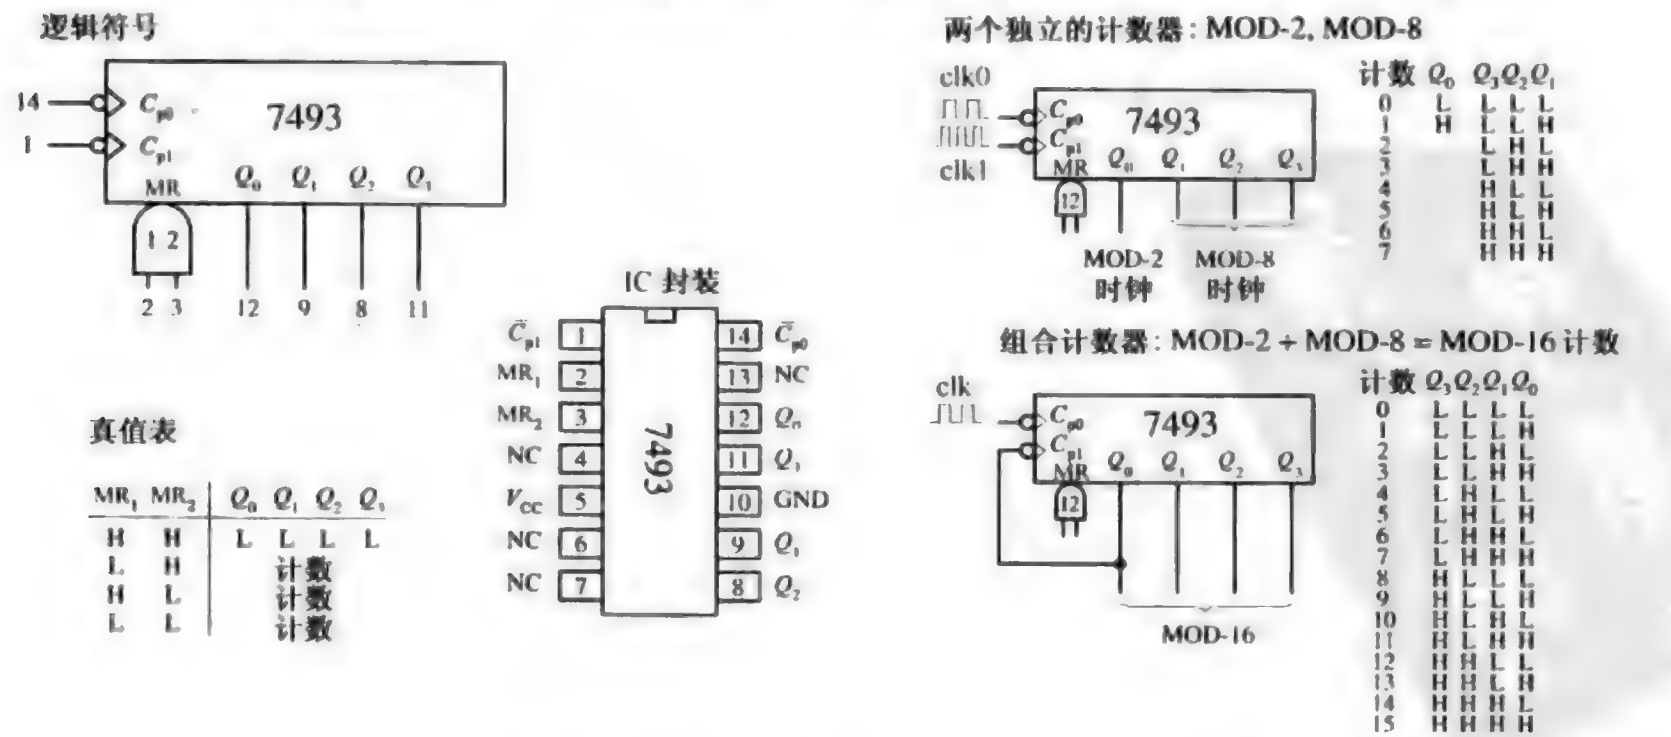 逻辑符号
14 Cp0 7493
1 Cp1
MR Q0 Q1 Q2 Q3
1 2
2 3 12 9 8 11
真值表
MR1 MR2 Q0 Q1 Q2 Q3
H H L L L L
L H 计数
H L 计数
L L 计数
IC 封装
C̄p1 1 14 C̄p0
MR1 2 13 NC
MR2 3 12 Q0
NC 4 11 Q3
VCC 5 10 GND
NC 6 9 Q1
NC 7 8 Q2
7493
两个独立的计数器: MOD-2, MOD-8
clk0
Cp0 7493
Cp1
clk1 MR Q0 Q1 Q2 Q3
12
MOD-2 MOD-8
时钟 时钟
计数 Q0 Q3Q2Q1
0 L L L L
1 H L L H
2 L H L
3 L H H
4 H L L
5 H L H
6 H H L
7 H H H
组合计数器: MOD-2 + MOD-8 = MOD-16 计数
clk
Cp0 7493
Cp1
MR Q0 Q1 Q2 Q3
12
MOD-16
计数 Q3Q2Q1Q0
0 L L L L
1 L L L H
2 L L H L
3 L L H H
4 L H L L
5 L H L H
6 L H H L
7 L H H H
8 H L L L
9 H L L H
10 H L H L
11 H L H H
12 H H L L
13 H H L H
14 H H H L
15 H H H H